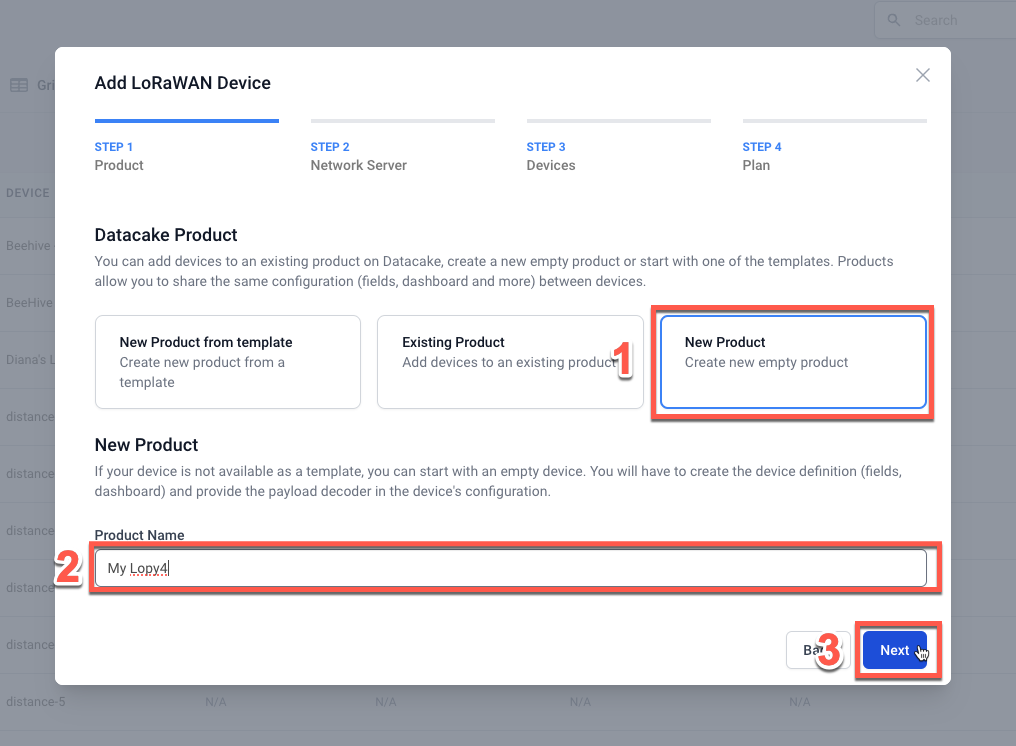 Search
Gri
Add LoRaWAN Device
STEP 1
Product
STEP 2
Network Server
STEP 3
Devices
STEP 4
Plan
DEVICE
Datacake Product
Beehive
You can add devices to an existing product on Datacake, create a new empty product or start with one of the templates. Products
allow you to share the same configuration (fields, dashboard and more) between devices.
BeeHive
New Product from template
Create new product from a
template
Existing Product
Add devices to an existing product
1
New Product
Create new empty product
Diana's L
distance
New Product
If your device is not available as a template, you can start with an empty device. You will have to create the device definition (fields,
dashboard) and provide the payload decoder in the device's configuration.
distance
distance
Product Name
2
My Lopy4
distance
distance
3
Next
distance-5
N/A
N/A
N/A
N/A